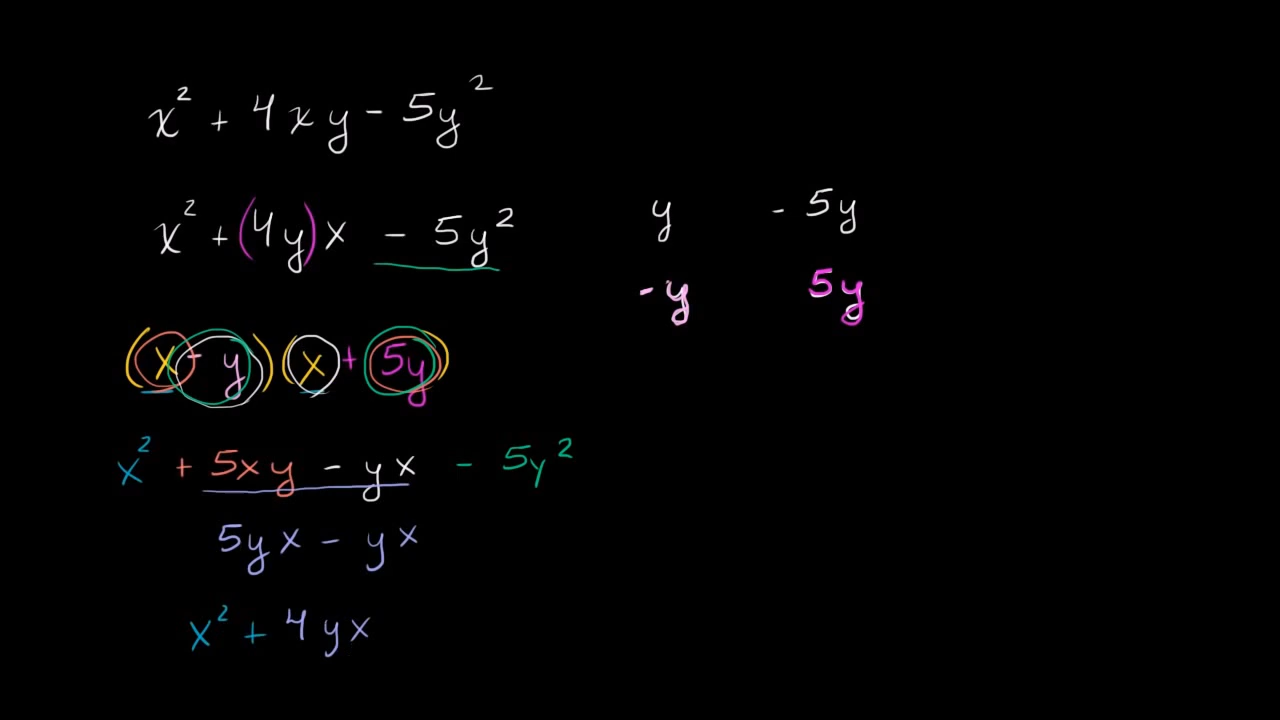 x² + 4xy - 5y²
x² + (4y)x - 5y²
y - 5y
-y 5y
(x - y)(x + 5y)
x² + 5xy - yx - 5y²
5yx - yx
x² + 4yx